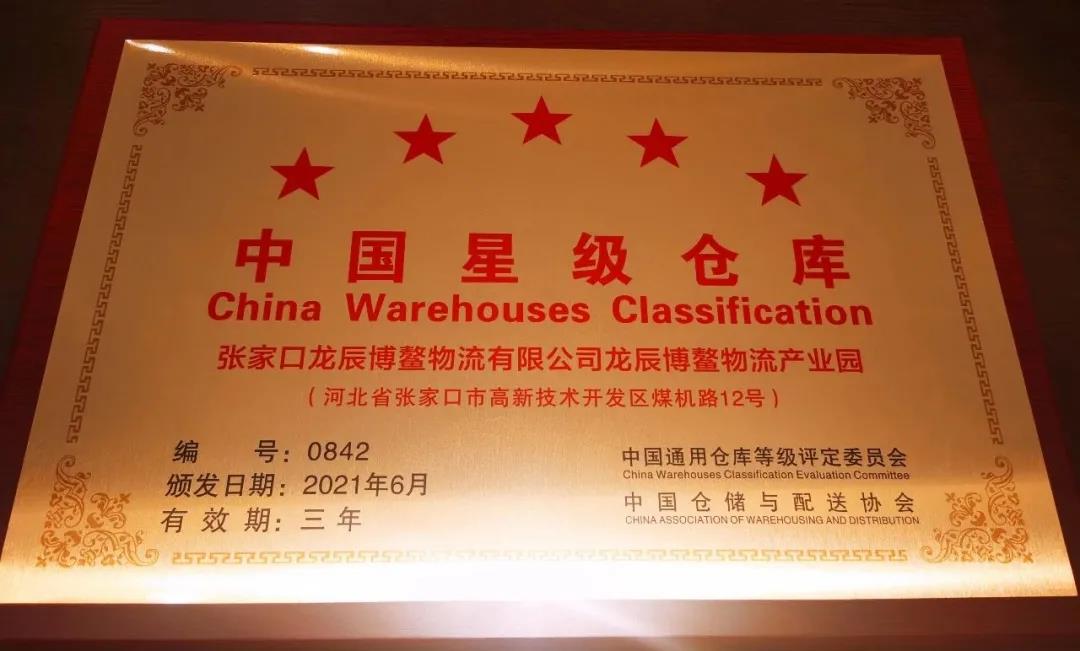 中国星级仓库
China Warehouses Classification
张家口龙辰博鳌物流有限公司龙辰博鳌物流产业园
（河北省张家口市高新技术开发区煤机路12号）
编 号：0842
颁发日期：2021年6月
有 效 期：三 年
中国通用仓库等级评定委员会
China Warehouses Classification Evaluation Committee
中国仓储与配送协会
CHINA ASSOCIATION OF WAREHOUSING AND DISTRIBUTION